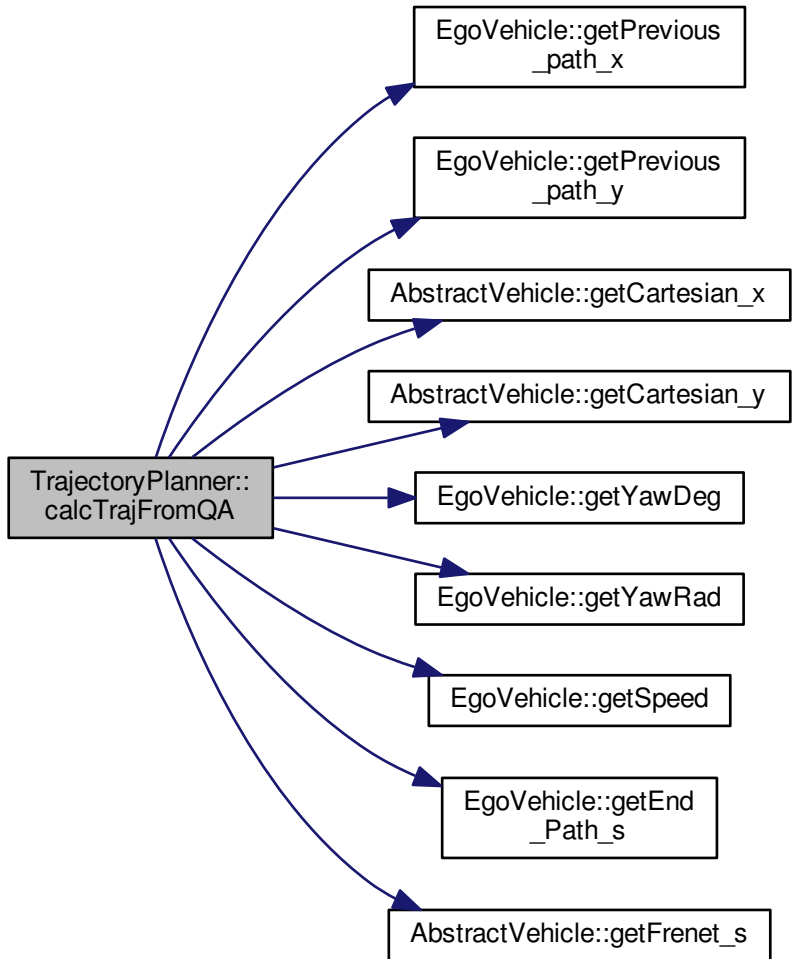 EgoVehicle::getPrevious
_path_x
EgoVehicle::getPrevious
_path_y
AbstractVehicle::getCartesian_x
AbstractVehicle::getCartesian_y
TrajectoryPlanner::
calcTrajFromQA
EgoVehicle::getYawDeg
EgoVehicle::getYawRad
EgoVehicle::getSpeed
EgoVehicle::getEnd
_Path_s
AbstractVehicle::getFrenet_s